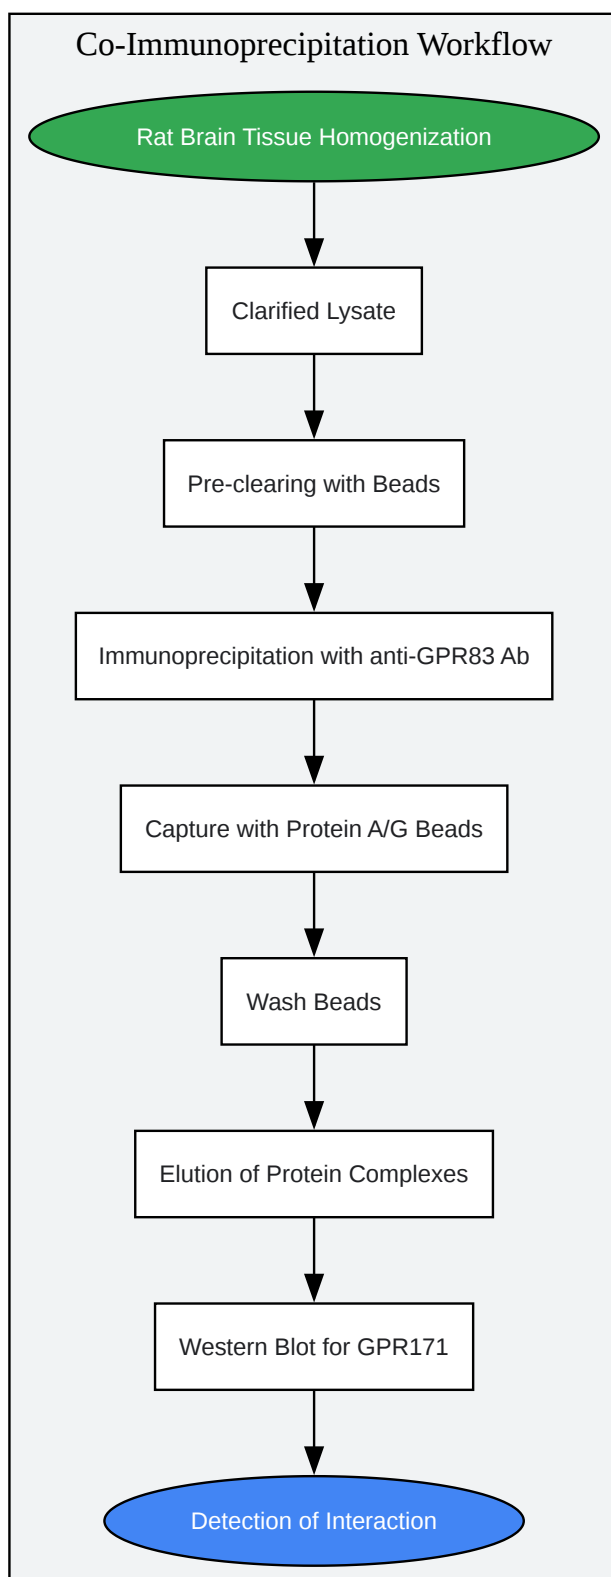 Co-Immunoprecipitation Workflow
Rat Brain Tissue Homogenization
Clarified Lysate
Pre-clearing with Beads
Immunoprecipitation with anti-GPR83 Ab
Capture with Protein A/G Beads
Wash Beads
Elution of Protein Complexes
Western Blot for GPR171
Detection of Interaction